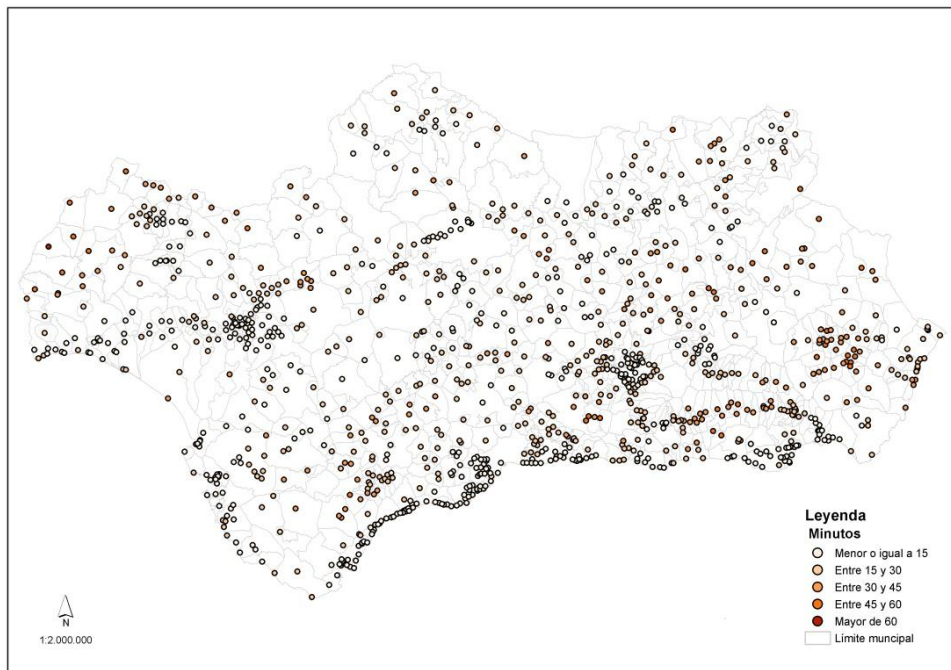 Leyenda
Minutos
Menor o igual a 15
Entre 15 y 30
Entre 30 y 45
Entre 45 y 60
Mayor de 60
Límite muncipal
N
1:2.000.000